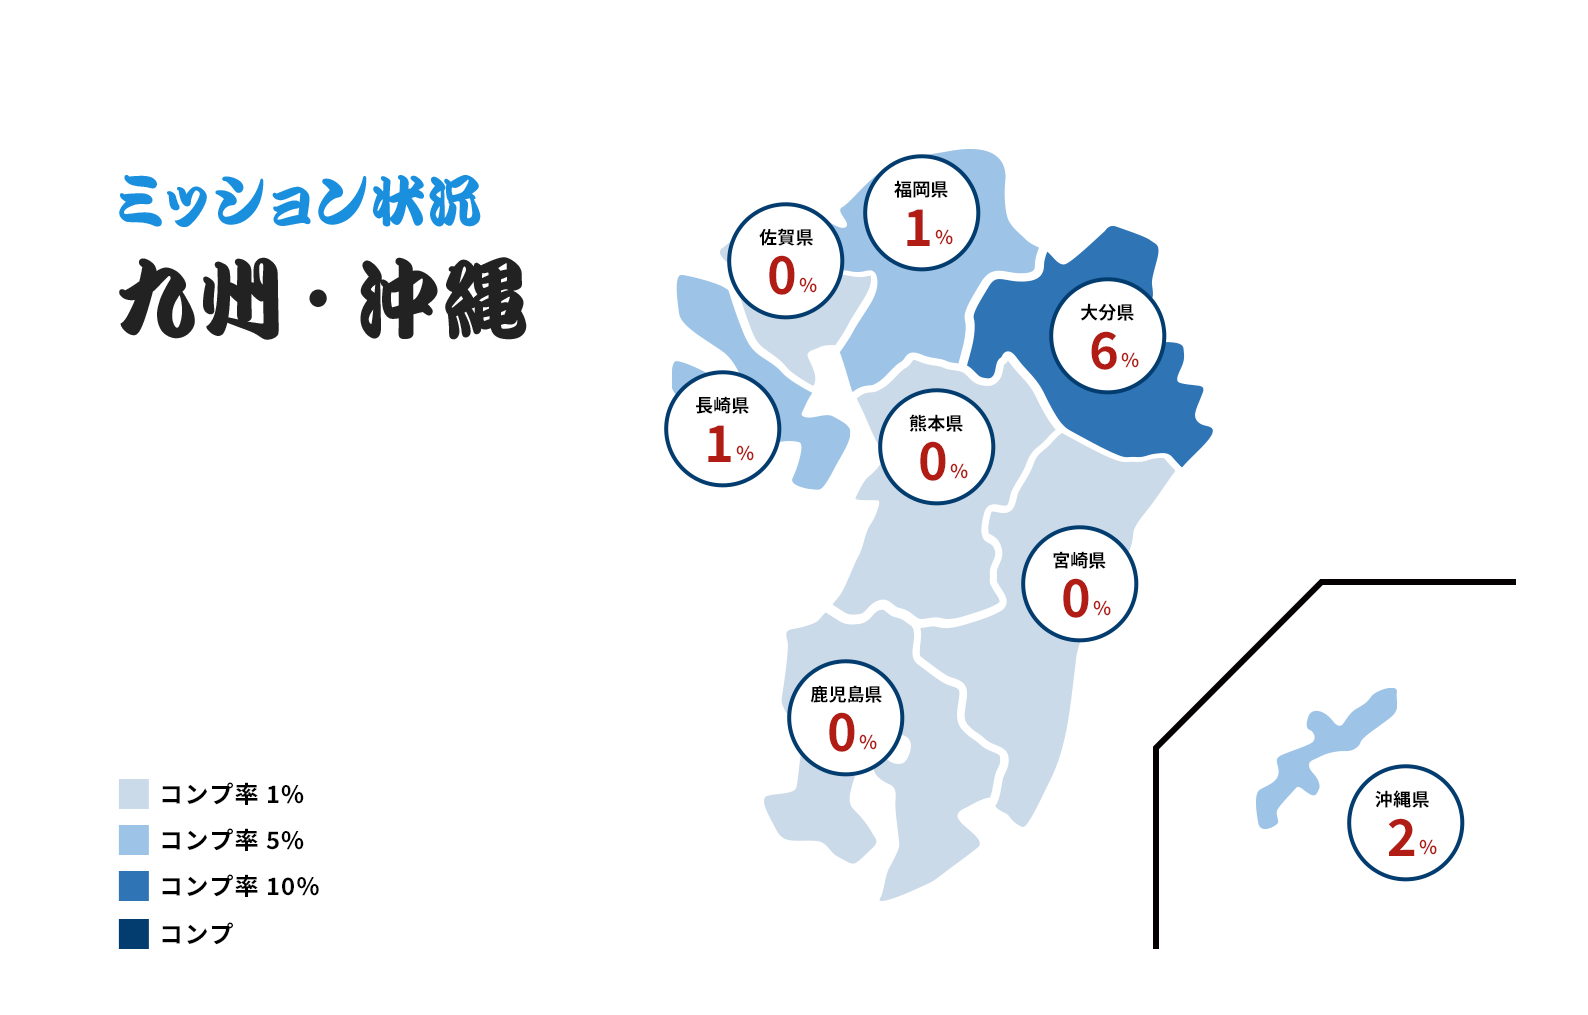 ミッション状況
九州・沖縄
福岡県
1%
佐賀県
0%
大分県
6%
長崎県
1%
熊本県
0%
宮崎県
0%
鹿児島県
0%
沖縄県
2%
コンプ率 1%
コンプ率 5%
コンプ率 10%
コンプ